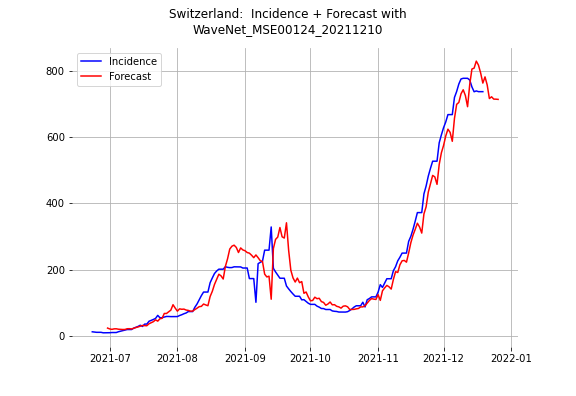 Switzerland:  Incidence + Forecast with
WaveNet_MSE00124_20211210
Incidence
Forecast
800
600
400
200
0
2021-07 2021-08 2021-09 2021-10 2021-11 2021-12 2022-01